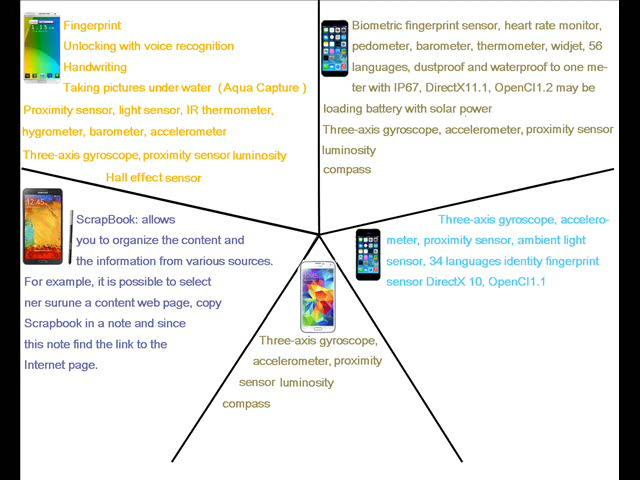 Fingerprint
Unlocking with voice recognition
Handwriting
Taking pictures under water ( Aqua Capture )
Proximity sensor, light sensor, IR thermometer,
hygrometer, barometer, accelerometer
Three-axis gyroscope, proximity sensor luminosity
Hall effect sensor
Biometric fingerprint sensor, heart rate monitor,
pedometer, barometer, thermometer, widjet, 56
languages, dustproof and waterproof to one me-
ter with IP67, DirectX11.1, OpenCl1.2 may be
loading battery with solar power
Three-axis gyroscope, accelerometer, proximity sensor
luminosity
compass
ScrapBook: allows
you to organize the content and
the information from various sources.
For example, it is possible to select
ner surune a content web page, copy
Scrapbook in a note and since
this note find the link to the
Internet page.
Three-axis gyroscope, accelero-
meter, proximity sensor, ambient light
sensor, 34 languages identity fingerprint
sensor DirectX 10, OpenCl1.1
Three-axis gyroscope,
accelerometer, proximity
sensor luminosity
compass